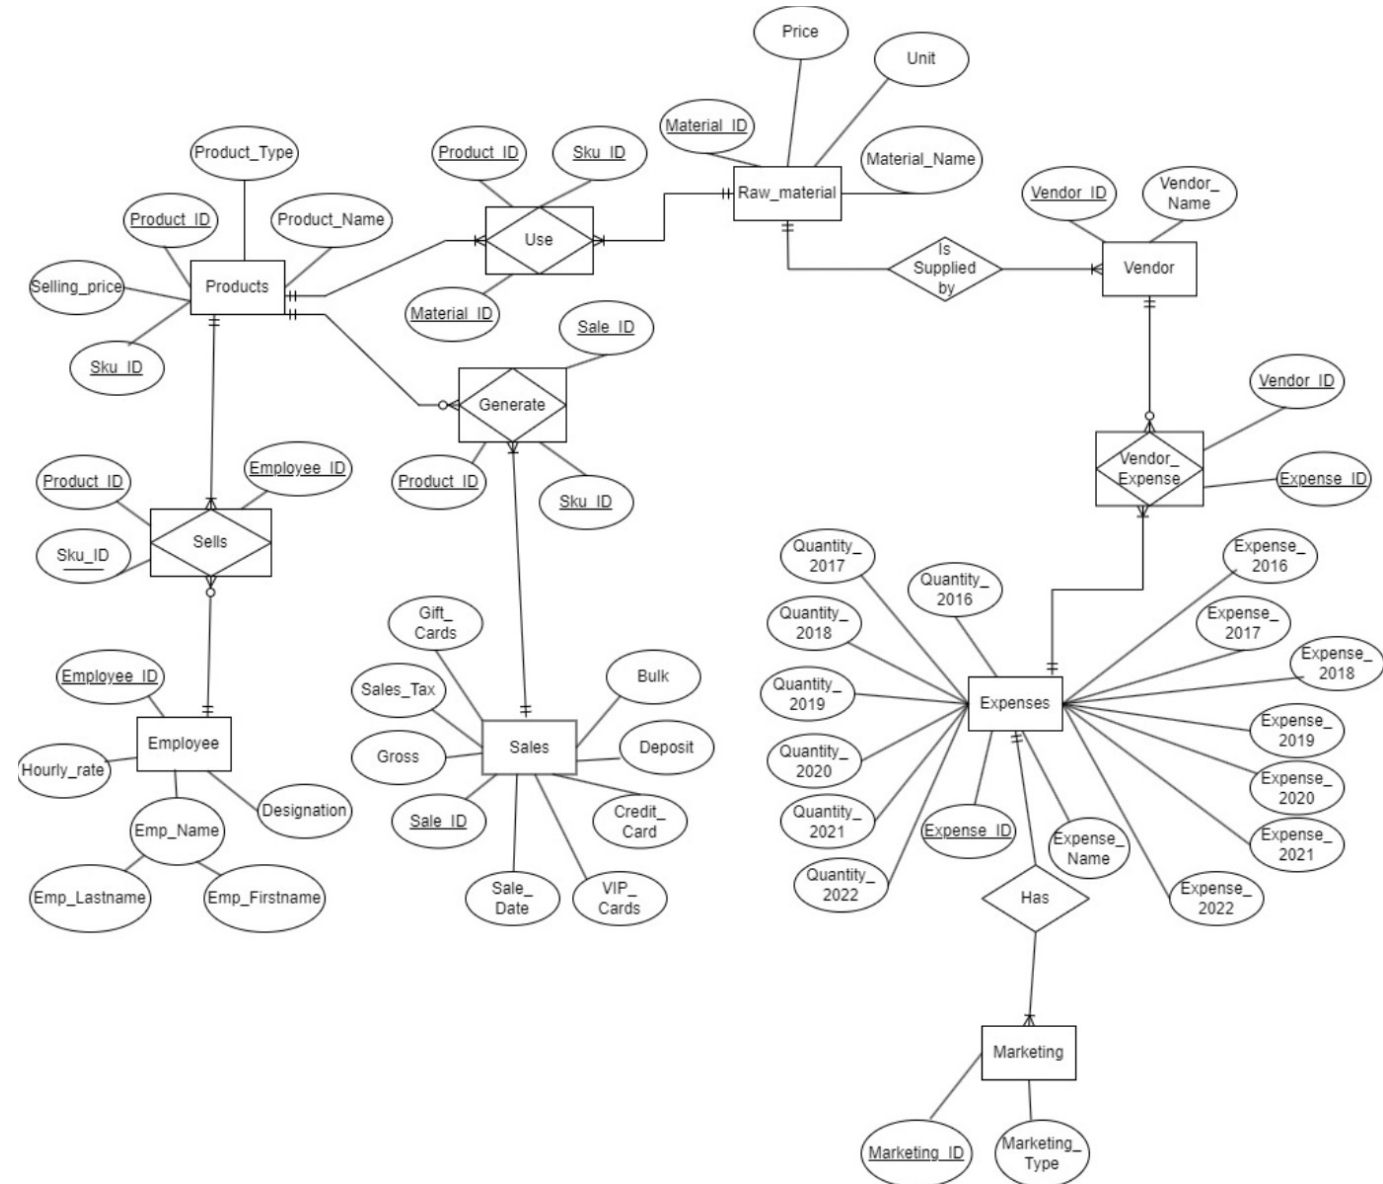 Price
Unit
Material_ID
Material_Name
Raw_material
Product_Type
Product_ID
Product_Name
Selling_price
Products
Sku_ID
Product_ID
Sku_ID
Use
Material_ID
Vendor_ID
Vendor_
Name
Is
Supplied
by
Vendor
Sale_ID
Generate
Product_ID
Sku_ID
Vendor_ID
Vendor_
Expense
Expense_ID
Product_ID
Employee_ID
Sku_ID
Sells
Employee_ID
Employee
Hourly_rate
Designation
Emp_Name
Emp_Lastname
Emp_Firstname
Gift_
Cards
Sales_Tax
Bulk
Gross
Sales
Deposit
Sale_ID
Credit_
Card
Sale_
Date
VIP_
Cards
Quantity_
2017
Quantity_
2016
Quantity_
2018
Quantity_
2019
Quantity_
2020
Quantity_
2021
Quantity_
2022
Expenses
Expense_
2016
Expense_
2017
Expense_
2018
Expense_
2019
Expense_
2020
Expense_
2021
Expense_
2022
Expense_ID
Expense_
Name
Has
Marketing
Marketing_ID
Marketing_
Type